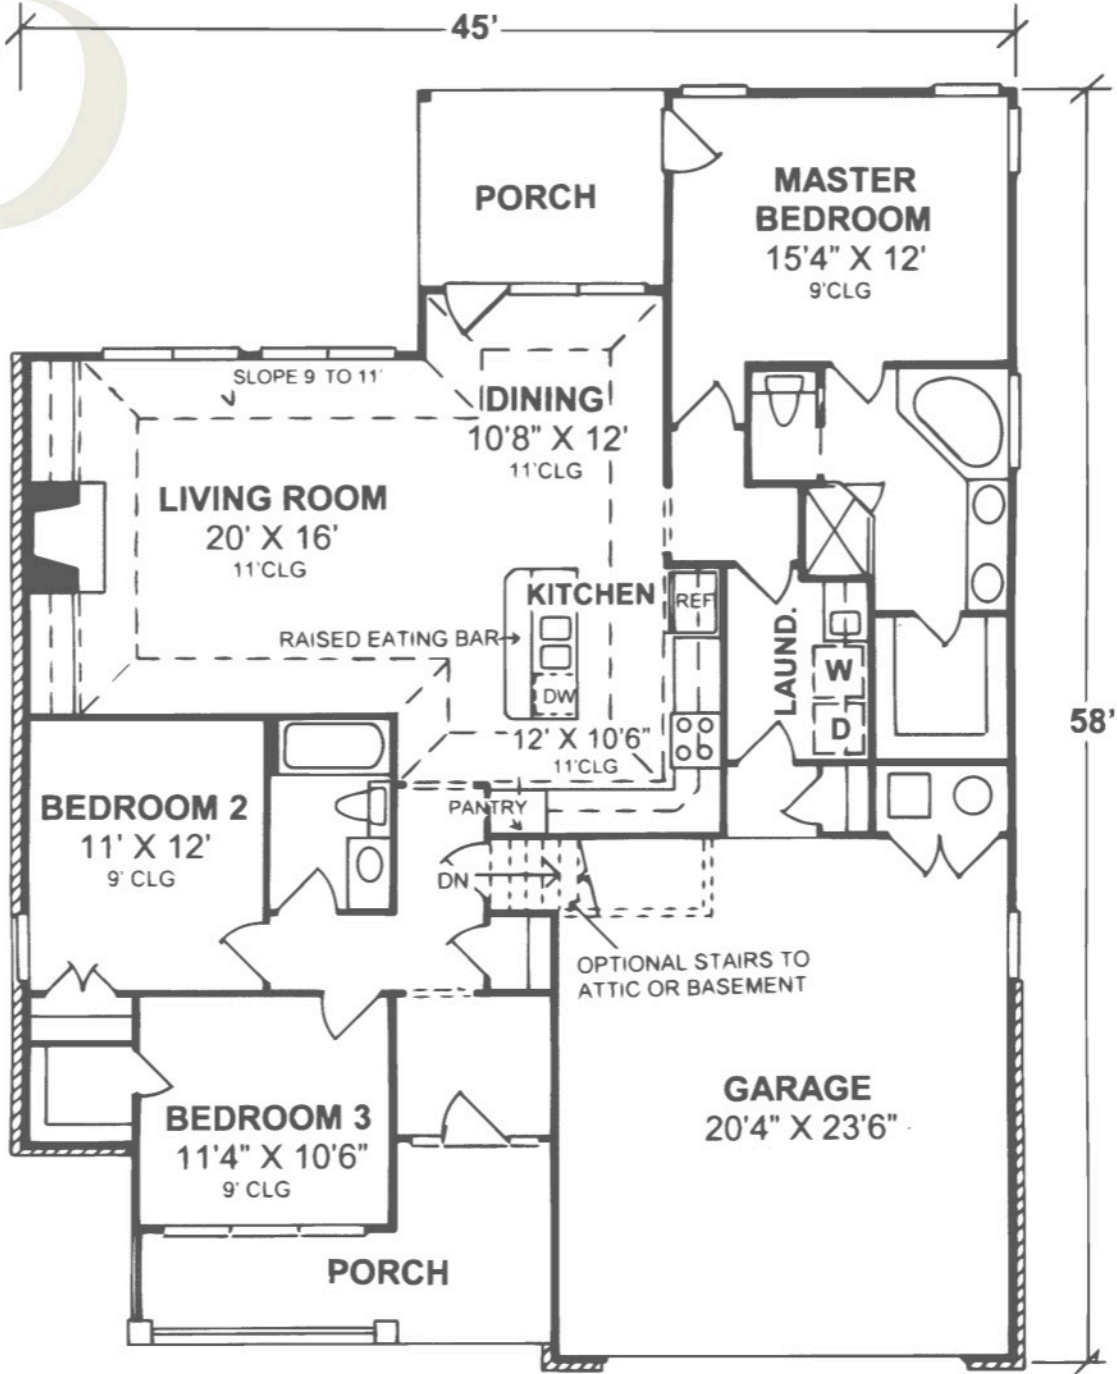 45'
PORCH
MASTER
BEDROOM
15'4" X 12'
9'CLG
SLOPE 9 TO 11'
DINING
10'8" X 12'
11'CLG
LIVING ROOM
20' X 16'
11'CLG
KITCHEN
REF
RAISED EATING BAR
LAUND.
W
DW
D
58'
12' X 10'6"
11'CLG
BEDROOM 2
11' X 12'
9' CLG
PANTRY
DN
OPTIONAL STAIRS TO
ATTIC OR BASEMENT
GARAGE
20'4" X 23'6"
BEDROOM 3
11'4" X 10'6"
9' CLG
PORCH